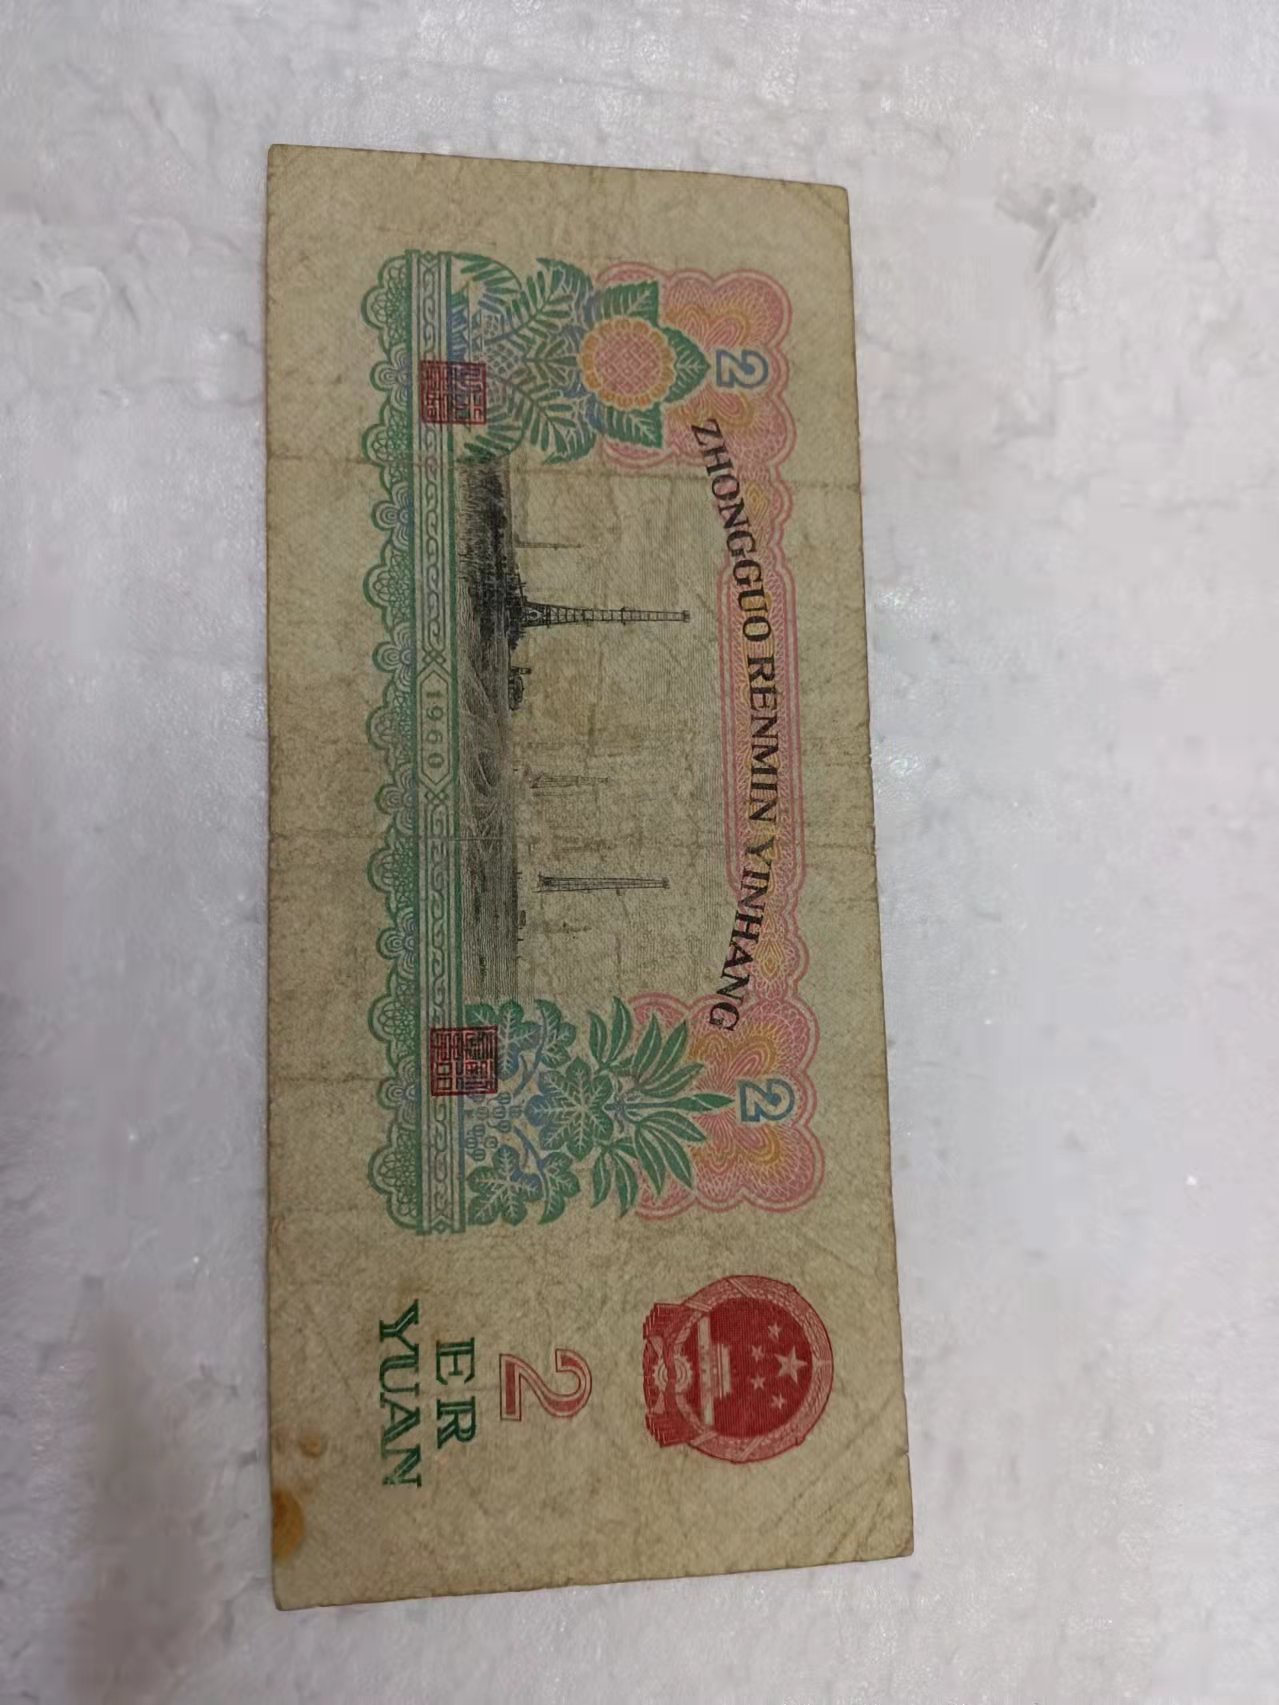 2
ZHONGGUO RENMIN YINHANG
2
1960
2
ER
YUAN